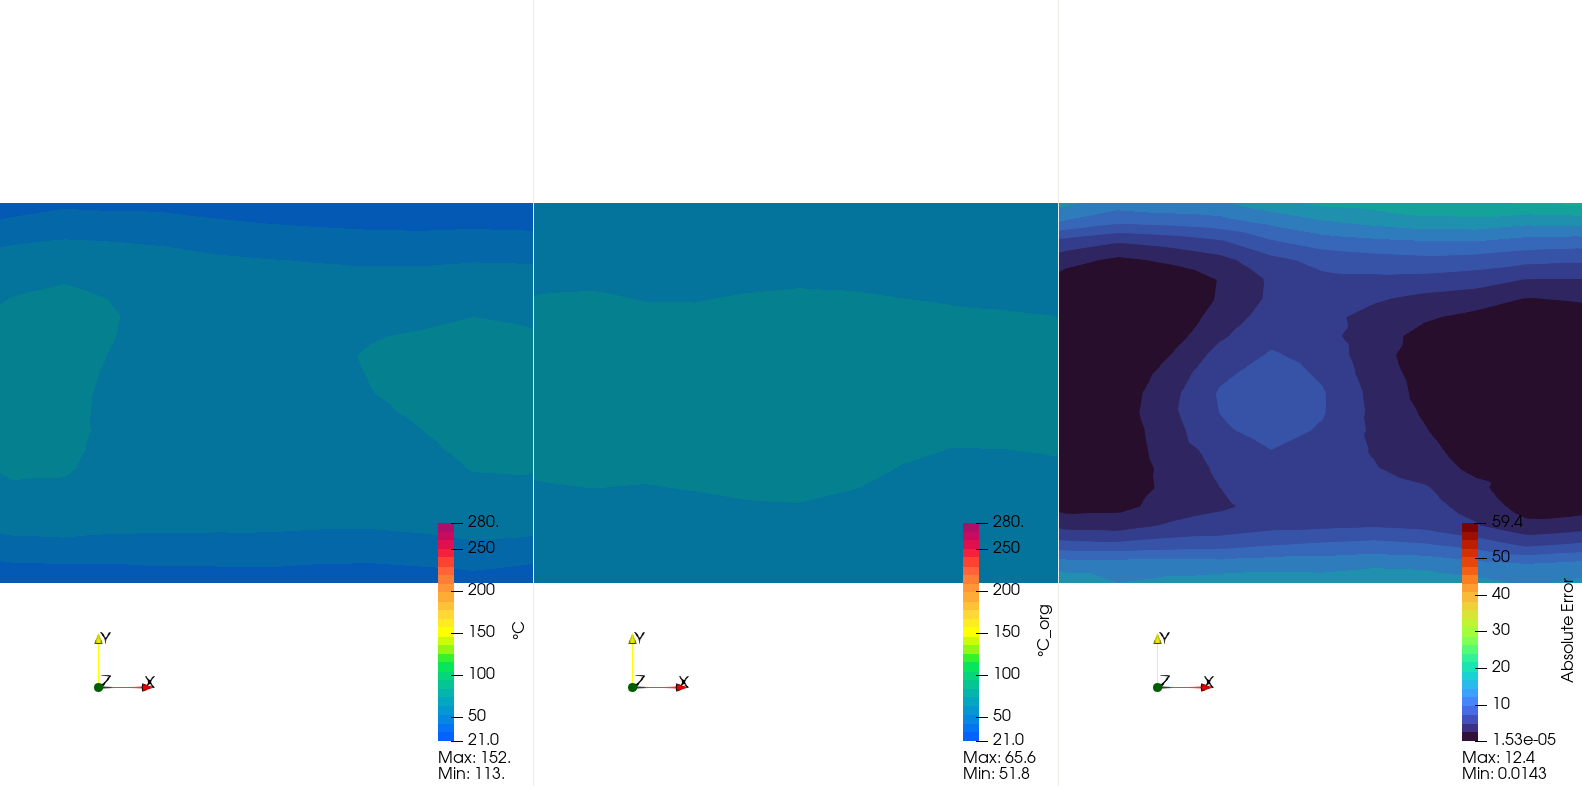 280.
250
200
150
100
50
21.0
°C
Max: 152.
Min: 113.
Y
Z
X
280.
250
200
150
100
50
21.0
°C_org
Max: 65.6
Min: 51.8
Y
Z
X
59.4
50
40
30
20
10
1.53e-05
Absolute Error
Max: 12.4
Min: 0.0143
Y
Z
X